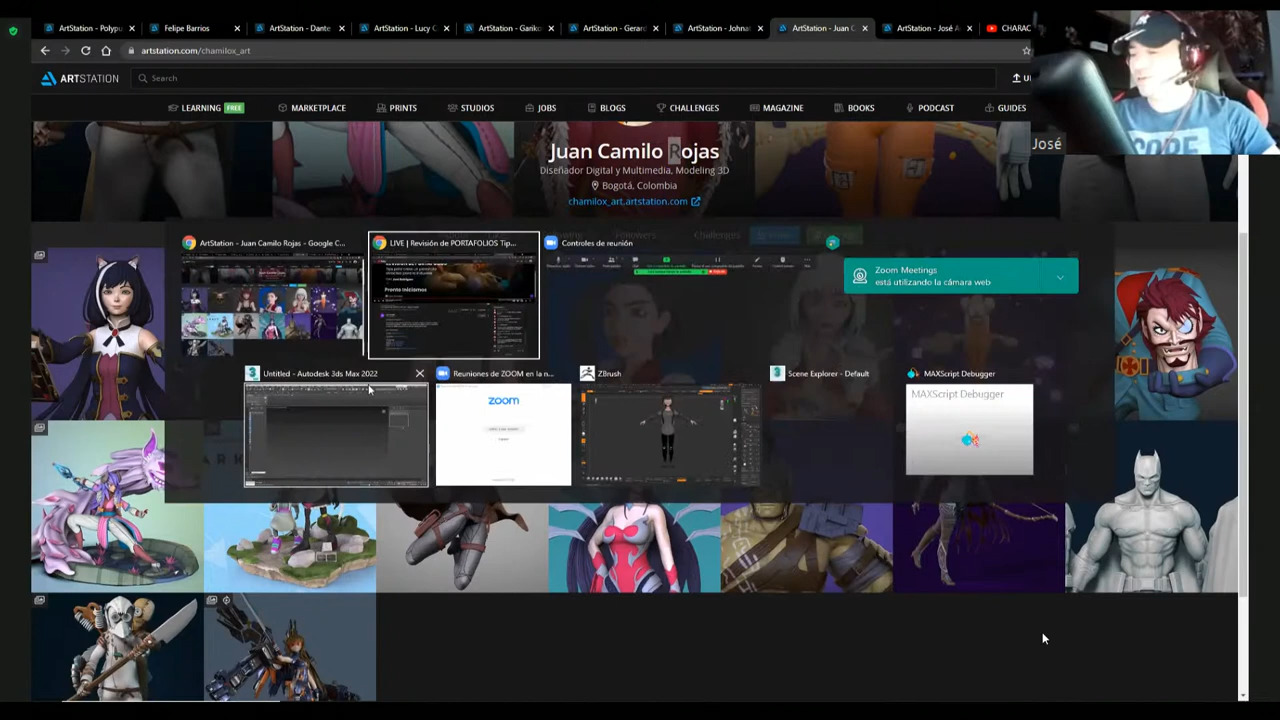 ArtStation - Polypu
Felipe Barrios
ArtStation - Dante
ArtStation - Lucy C
ArtStation - Gariko
ArtStation - Gerar
ArtStation - Johna
ArtStation - Juan C
ArtStation - José A
CHARAC
artstation.com/chamilox_art
ARTSTATION
Search
LEARNING FREE
MARKETPLACE
PRINTS
STUDIOS
JOBS
BLOGS
CHALLENGES
MAGAZINE
BOOKS
PODCAST
GUIDES
CORE
José
Juan Camilo Rojas
Diseñador Digital y Multimedia, Modeling 3D
Bogotá, Colombia
chamilox_art.artstation.com
ArtStation - Juan Camilo Rojas - Google C...
LIVE | Revisión de PORTAFOLIOS Tip...
Controles de reunión
Followers
Challenges
Zoom Meetings
está utilizando la cámara web
Untitled - Autodesk 3ds Max 2022
Reuniones de ZOOM en la n...
ZBrush
Scene Explorer - Default
MAXScript Debugger
zoom
MAXScript Debugger